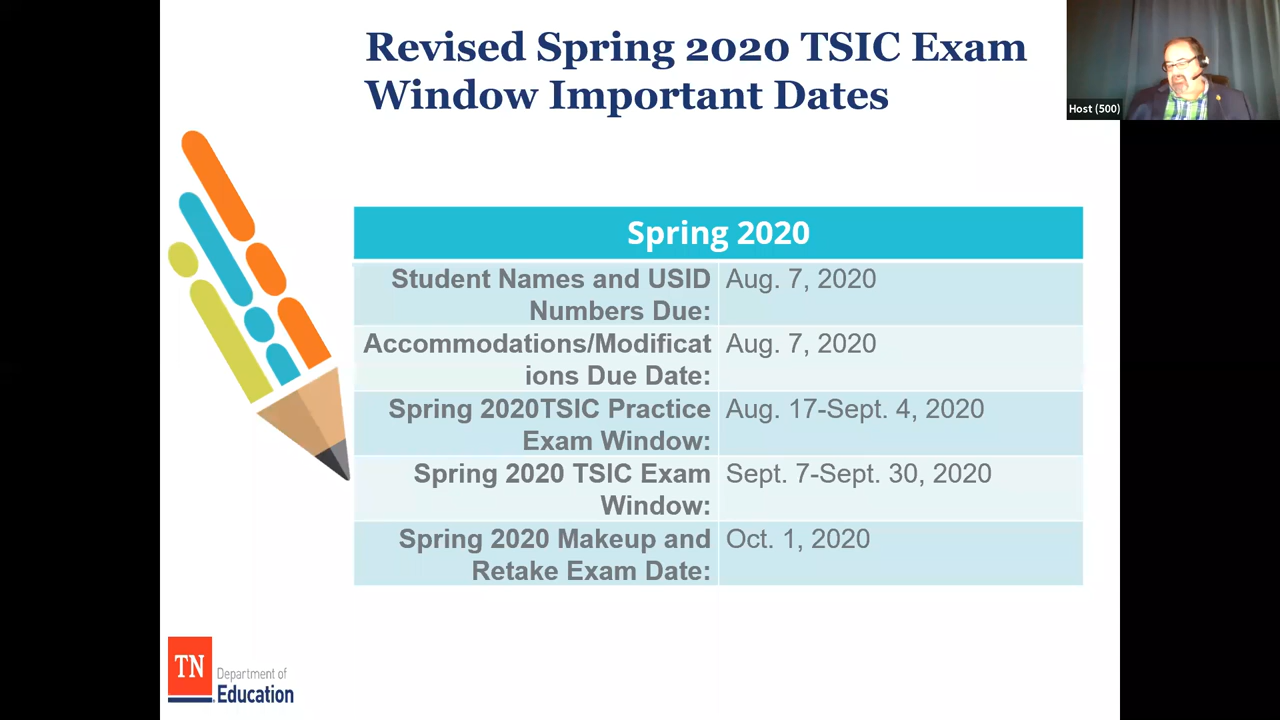 Revised Spring 2020 TSIC Exam
Window Important Dates
Host (500)
Spring 2020
Student Names and USID
Numbers Due:
Aug. 7, 2020
Accommodations/Modificat
ions Due Date:
Aug. 7, 2020
Spring 2020TSIC Practice
Exam Window:
Aug. 17-Sept. 4, 2020
Spring 2020 TSIC Exam
Window:
Sept. 7-Sept. 30, 2020
Spring 2020 Makeup and
Retake Exam Date:
Oct. 1, 2020
TN
Department of
Education